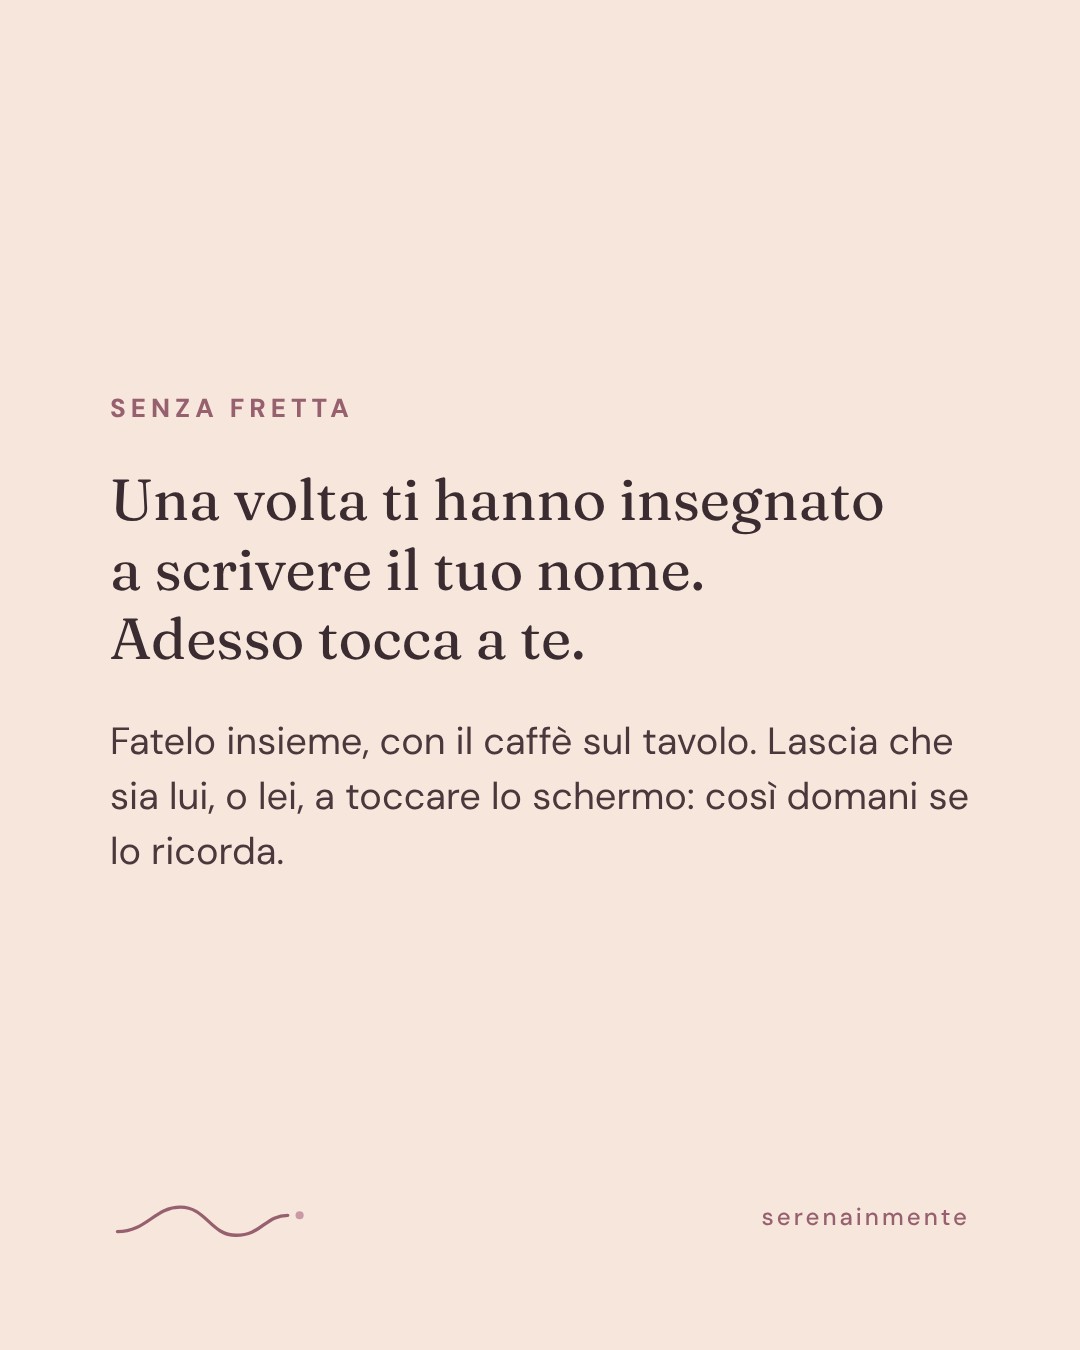 SENZA FRETTA
Una volta ti hanno insegnato
a scrivere il tuo nome.
Adesso tocca a te.
Fatelo insieme, con il caffè sul tavolo. Lascia che
sia lui, o lei, a toccare lo schermo: così domani se
lo ricorda.
serenainmente